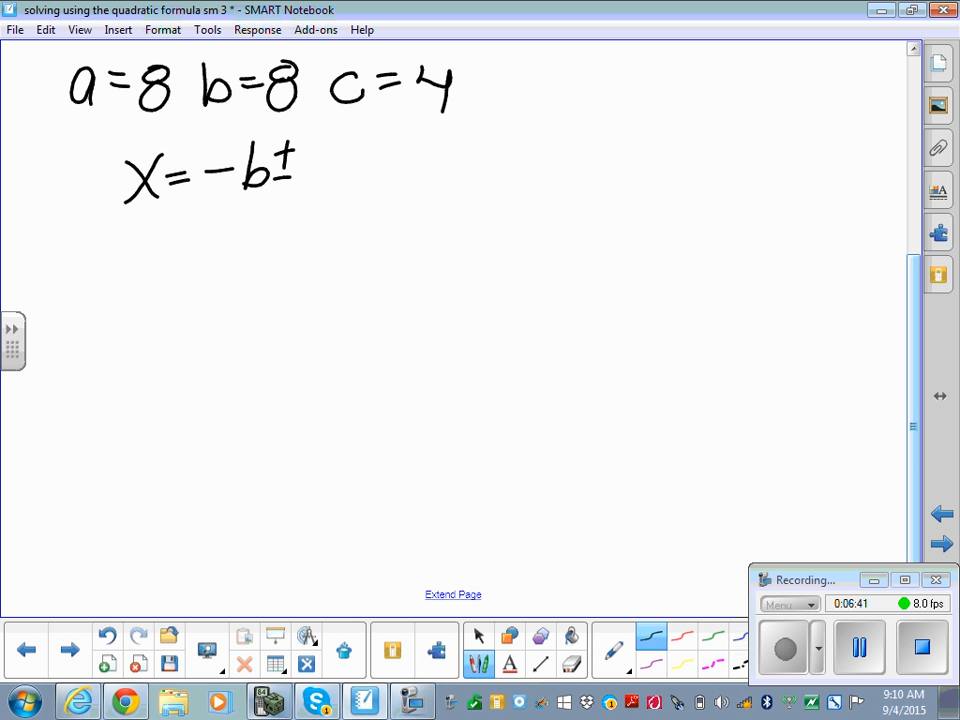 solving using the quadratic formula sm 3 * - SMART Notebook
File Edit View Insert Format Tools Response Add-ons Help
a=8 b=8 c=4
x=-b±
Extend Page
Recording...
Menu 0:06:41 8.0 fps
9:10 AM
9/4/2015